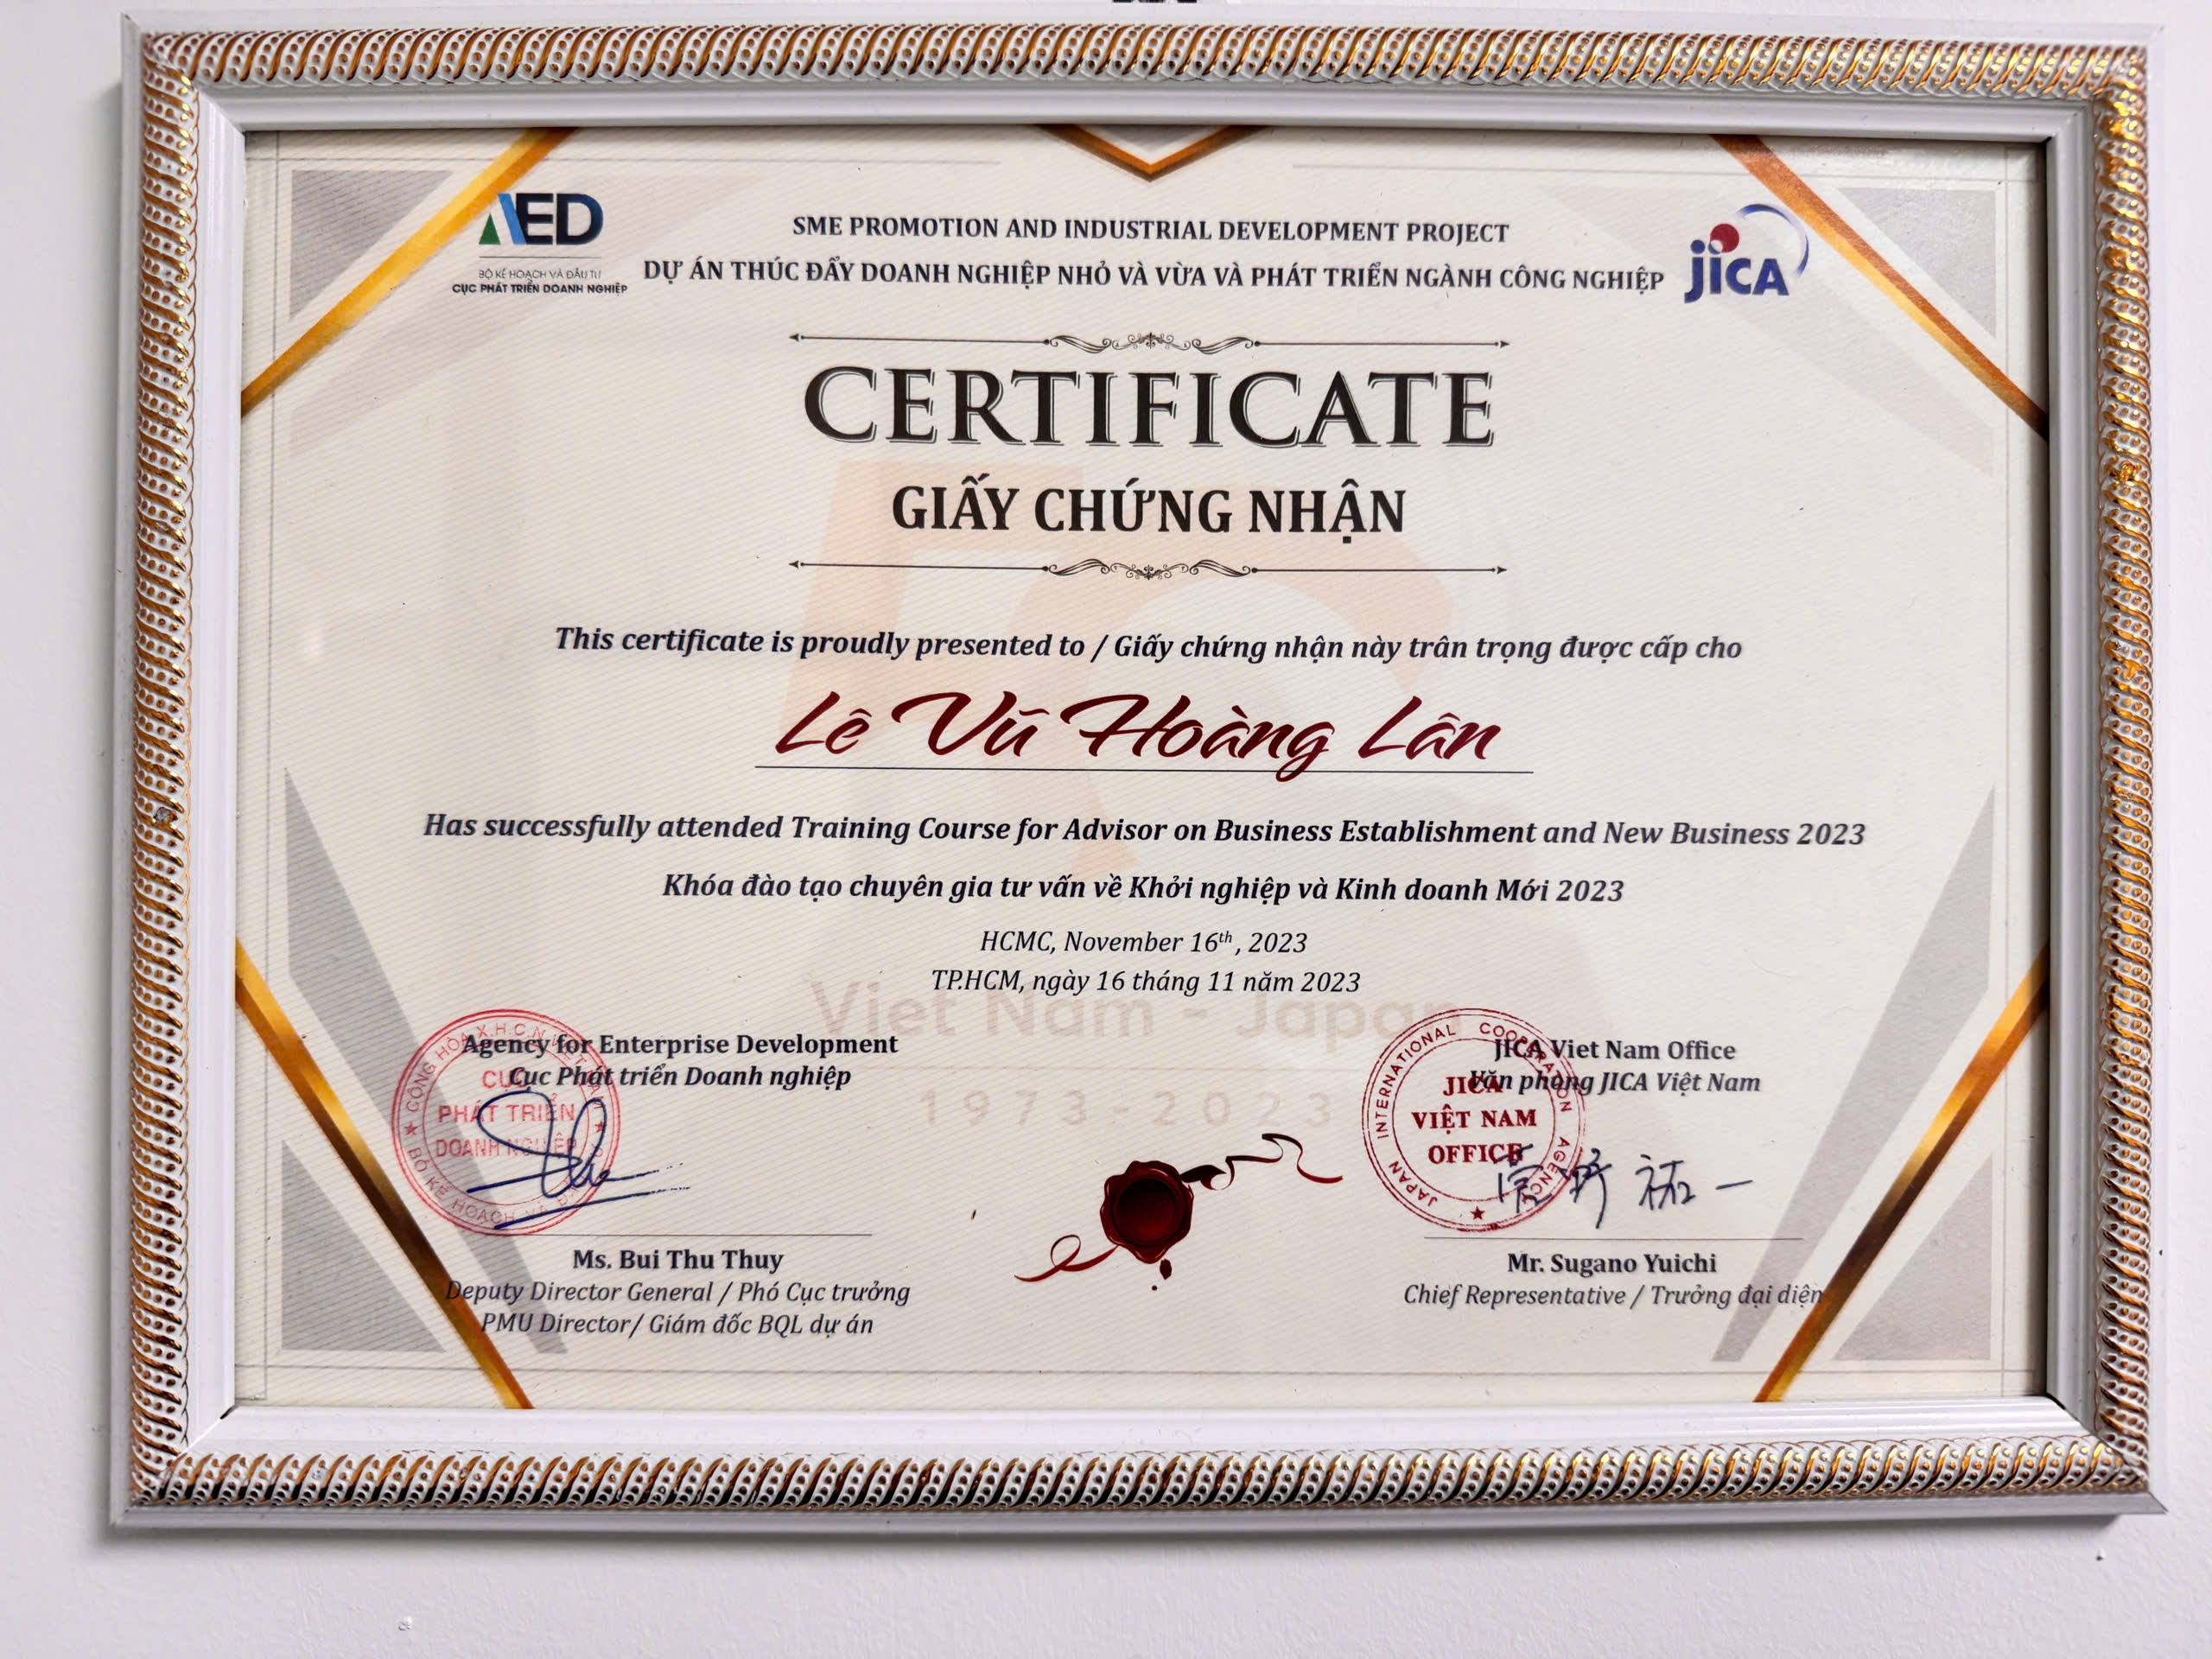 AED
BỘ KẾ HOẠCH VÀ ĐẦU TƯ
CỤC PHÁT TRIỂN DOANH NGHIỆP
SME PROMOTION AND INDUSTRIAL DEVELOPMENT PROJECT
DỰ ÁN THÚC ĐẨY DOANH NGHIỆP NHỎ VÀ VỪA VÀ PHÁT TRIỂN NGÀNH CÔNG NGHIỆP
jICA
CERTIFICATE
GIẤY CHỨNG NHẬN
This certificate is proudly presented to / Giấy chứng nhận này trân trọng được cấp cho
Lê Vũ Hoàng Lân
Has successfully attended Training Course for Advisor on Business Establishment and New Business 2023
Khóa đào tạo chuyên gia tư vấn về Khởi nghiệp và Kinh doanh Mới 2023
HCMC, November 16th, 2023
TP.HCM, ngày 16 tháng 11 năm 2023
Viet Nam - Japan
1973-2023
Agency for Enterprise Development
Cục Phát triển Doanh nghiệp
CỤC
PHÁT TRIỂN
DOANH NGHIỆP
CỘNG HÒA X.H.C.N
BỘ KẾ HOẠCH VÀ
Ms. Bui Thu Thuy
Deputy Director General / Phó Cục trưởng
PMU Director/ Giám đốc BQL dự án
JICA Viet Nam Office
Văn phòng JICA Việt Nam
JAPAN INTERNATIONAL COOPERATION AGENCY
JICA
VIỆT NAM
OFFICE
祐一
Mr. Sugano Yuichi
Chief Representative / Trưởng đại diện